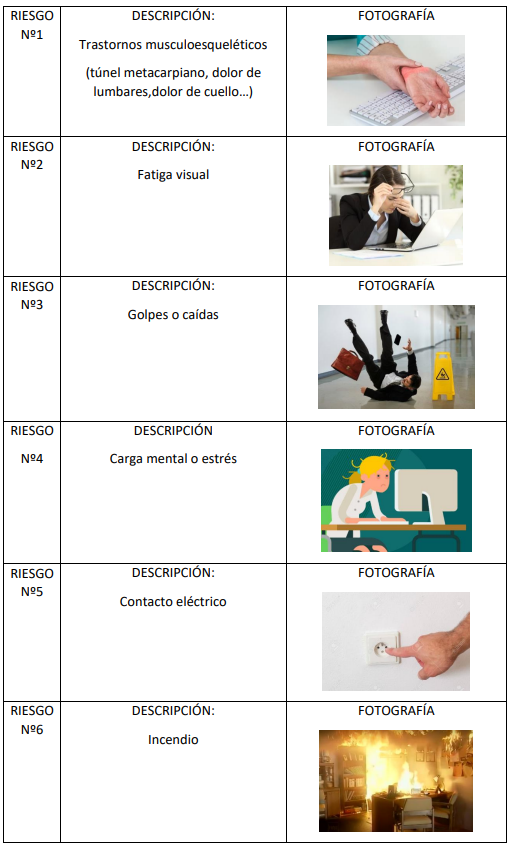 RIESGO
Nº1
DESCRIPCIÓN:
Trastornos musculoesqueléticos
(túnel metacarpiano, dolor de
lumbares,dolor de cuello…)
FOTOGRAFÍA
RIESGO
Nº2
DESCRIPCIÓN:
Fatiga visual
FOTOGRAFÍA
RIESGO
Nº3
DESCRIPCIÓN:
Golpes o caídas
FOTOGRAFÍA
RIESGO
Nº4
DESCRIPCIÓN
Carga mental o estrés
FOTOGRAFÍA
RIESGO
Nº5
DESCRIPCIÓN:
Contacto eléctrico
FOTOGRAFÍA
RIESGO
Nº6
DESCRIPCIÓN:
Incendio
FOTOGRAFÍA